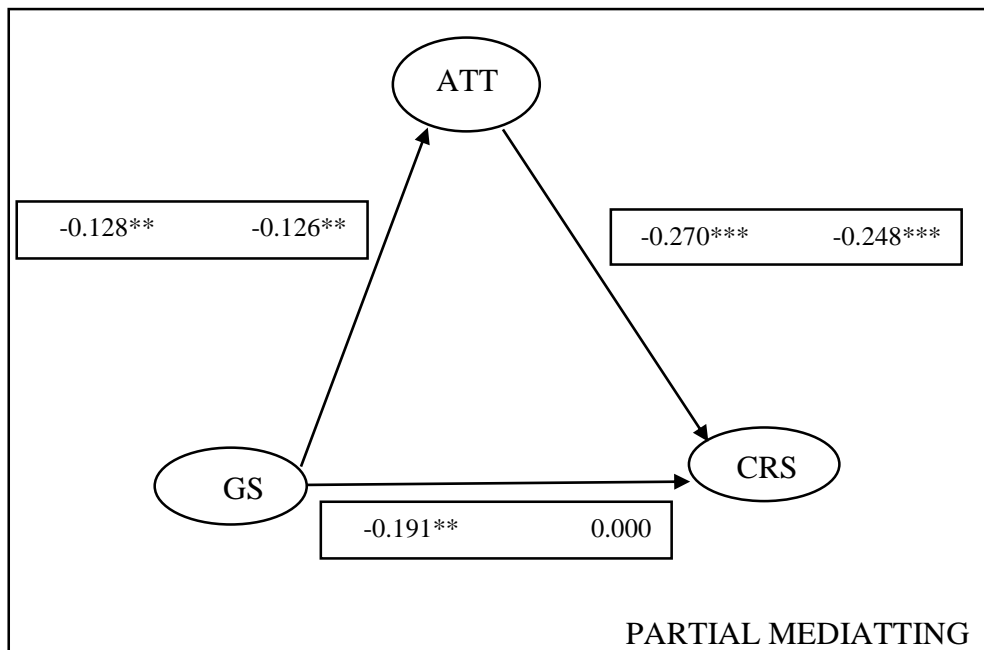 ATT
-0.128** -0.126**
-0.270*** -0.248***
GS
CRS
-0.191** 0.000
PARTIAL MEDIATTING